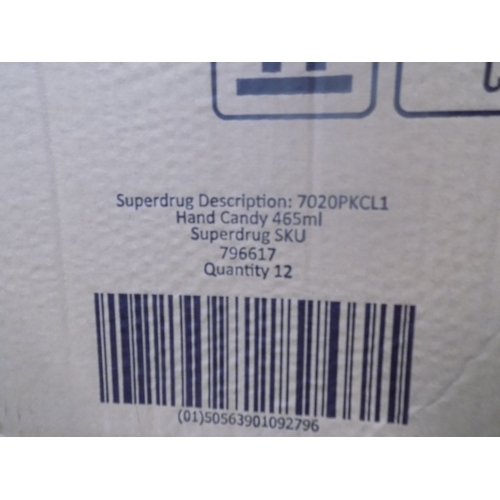 Superdrug Description: 7020PKCL1
Hand Candy 465ml
Superdrug SKU
796617
Quantity 12
(01)50563901092796